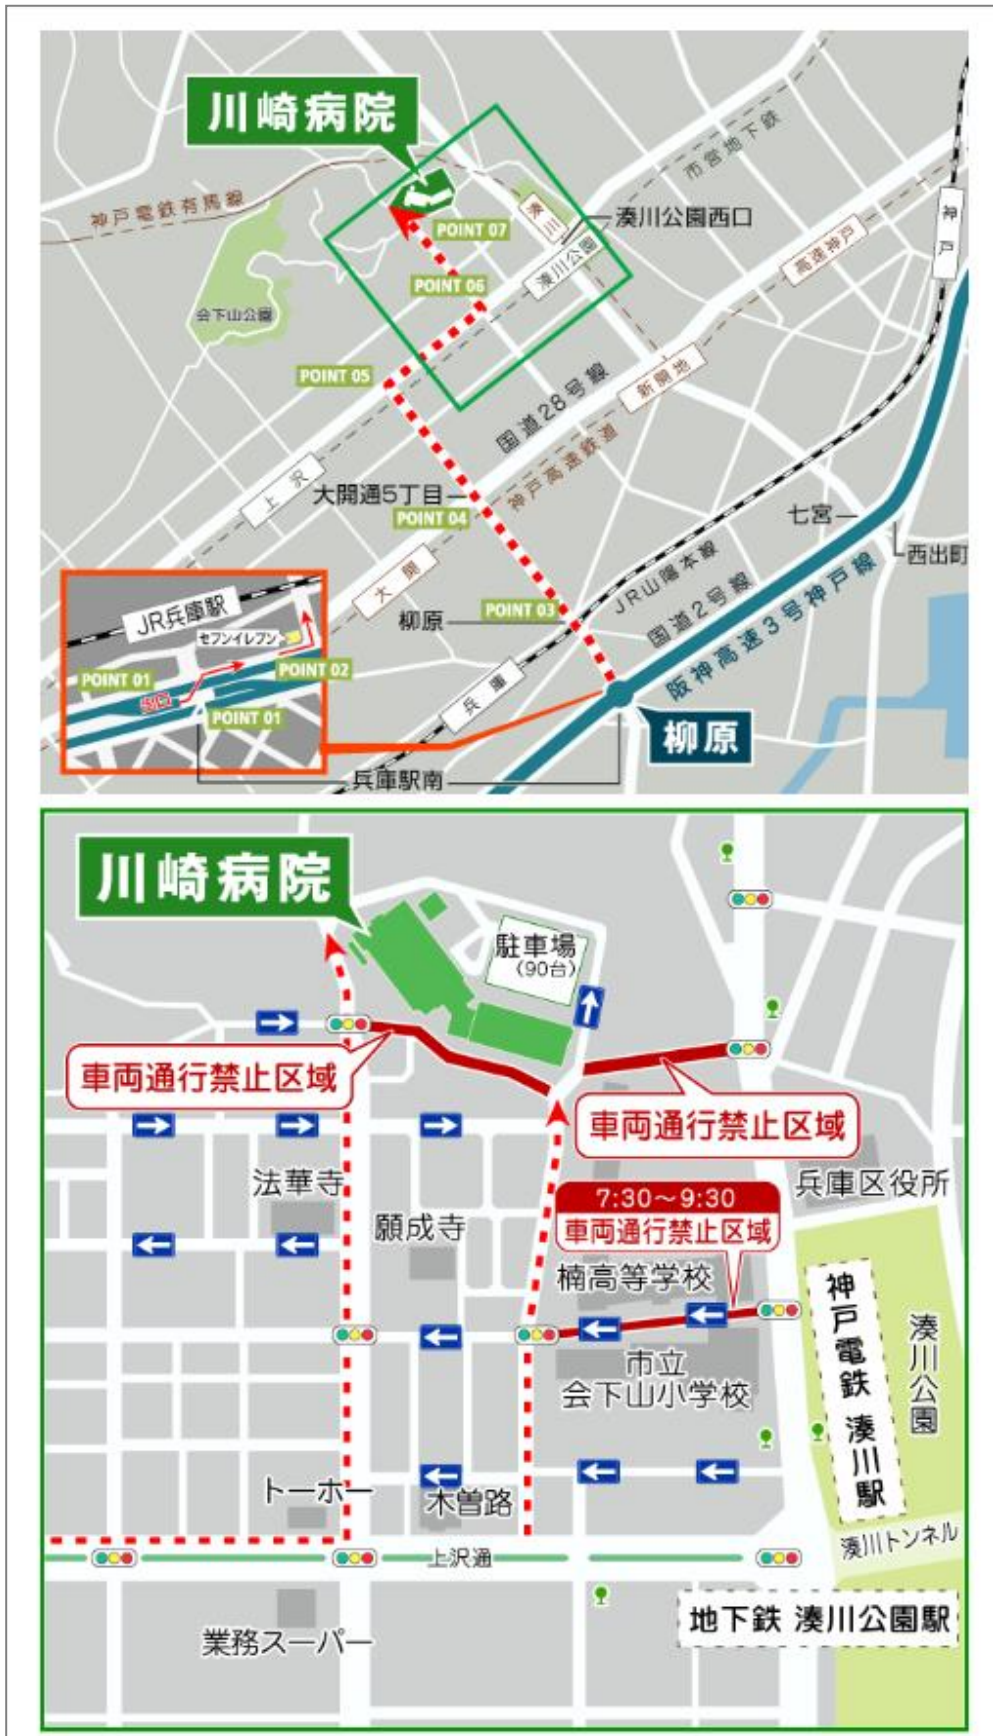 川崎病院
神戸電鉄有馬線
市営地下鉄
湊川
湊川公園西口
神戸
POINT 07
湊川公園
神戸高速
POINT 06
会下山公園
POINT 05
国道28号線
新開地
上沢
大開通5丁目
神戸高速鉄道
POINT 04
七宮
西出町
大開
JR山陽本線
国道2号線
阪神高速3号神戸線
POINT 03
柳原
JR兵庫駅
セブンイレブン
POINT 01
POINT 02
出口
POINT 01
兵庫
柳原
兵庫駅南
川崎病院
駐車場
(90台)
車両通行禁止区域
車両通行禁止区域
法華寺
兵庫区役所
7:30～9:30
車両通行禁止区域
願成寺
楠高等学校
神戸電鉄 湊川駅
湊川公園
市立
会下山小学校
トーホー
木曽路
湊川トンネル
上沢通
地下鉄 湊川公園駅
業務スーパー